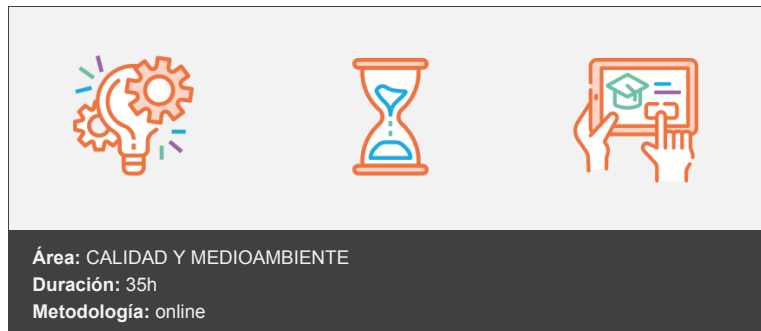 Área: CALIDAD Y MEDIOAMBIENTE
Duración: 35h
Metodología: online